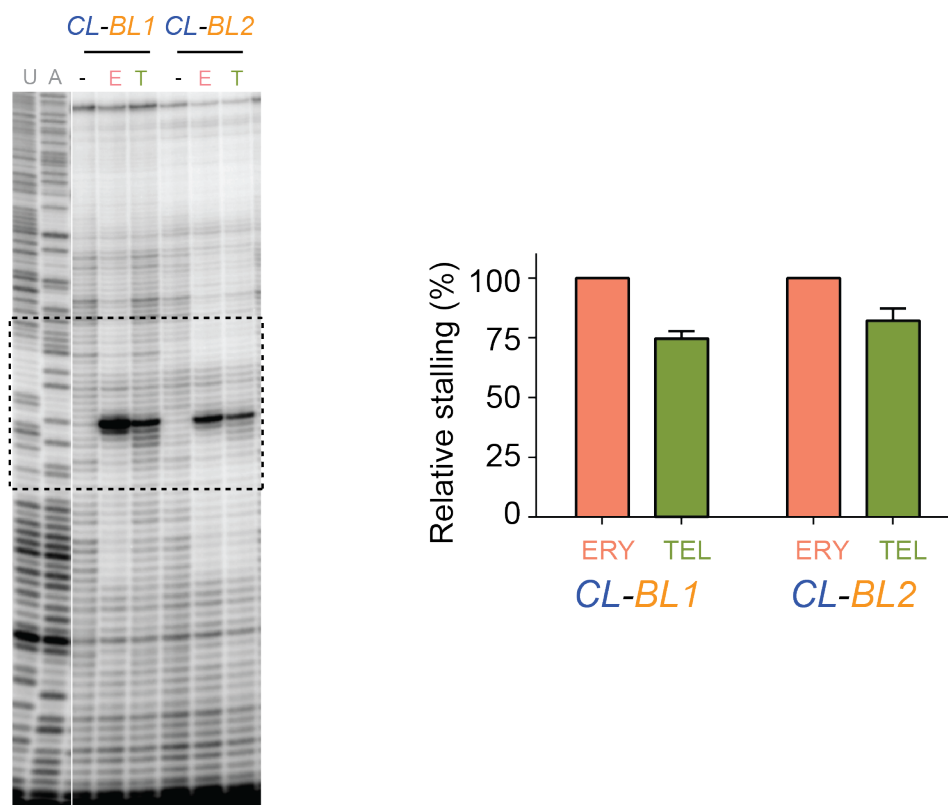 CL-BL1 CL-BL2
U A - E T - E T
Relative stalling (%)
100
75
50
25
0
ERY TEL ERY TEL
CL-BL1 CL-BL2